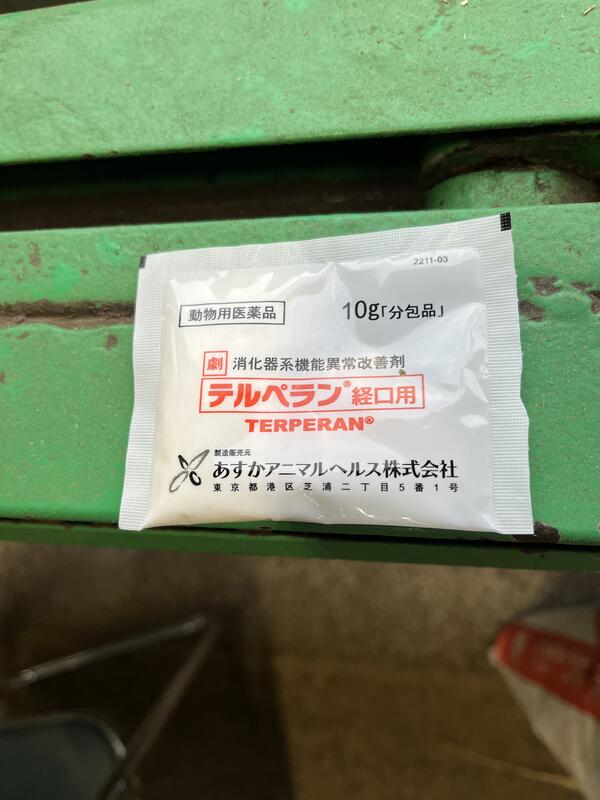 2211-03
動物用医薬品 10g「分包品」
劇 消化器系機能異常改善剤
テルペラン®経口用
TERPERAN®
製造販売元
あすかアニマルヘルス株式会社
東京都港区芝浦二丁目5番1号